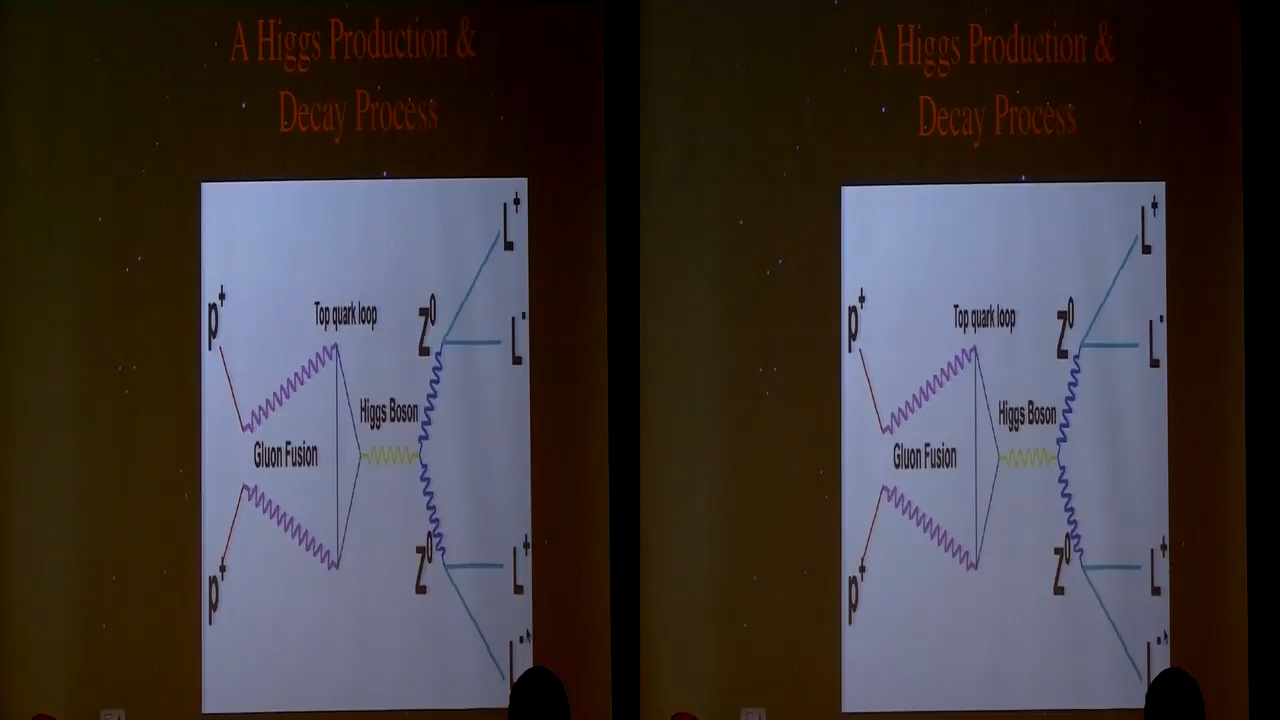 A Higgs Production &
Decay Process
L+
p+
Top quark loop
Z0
L-
Higgs Boson
Gluon Fusion
Z0
L+
p+
L-
A Higgs Production &
Decay Process
L+
p+
Top quark loop
Z0
L-
Higgs Boson
Gluon Fusion
Z0
L+
p+
L-